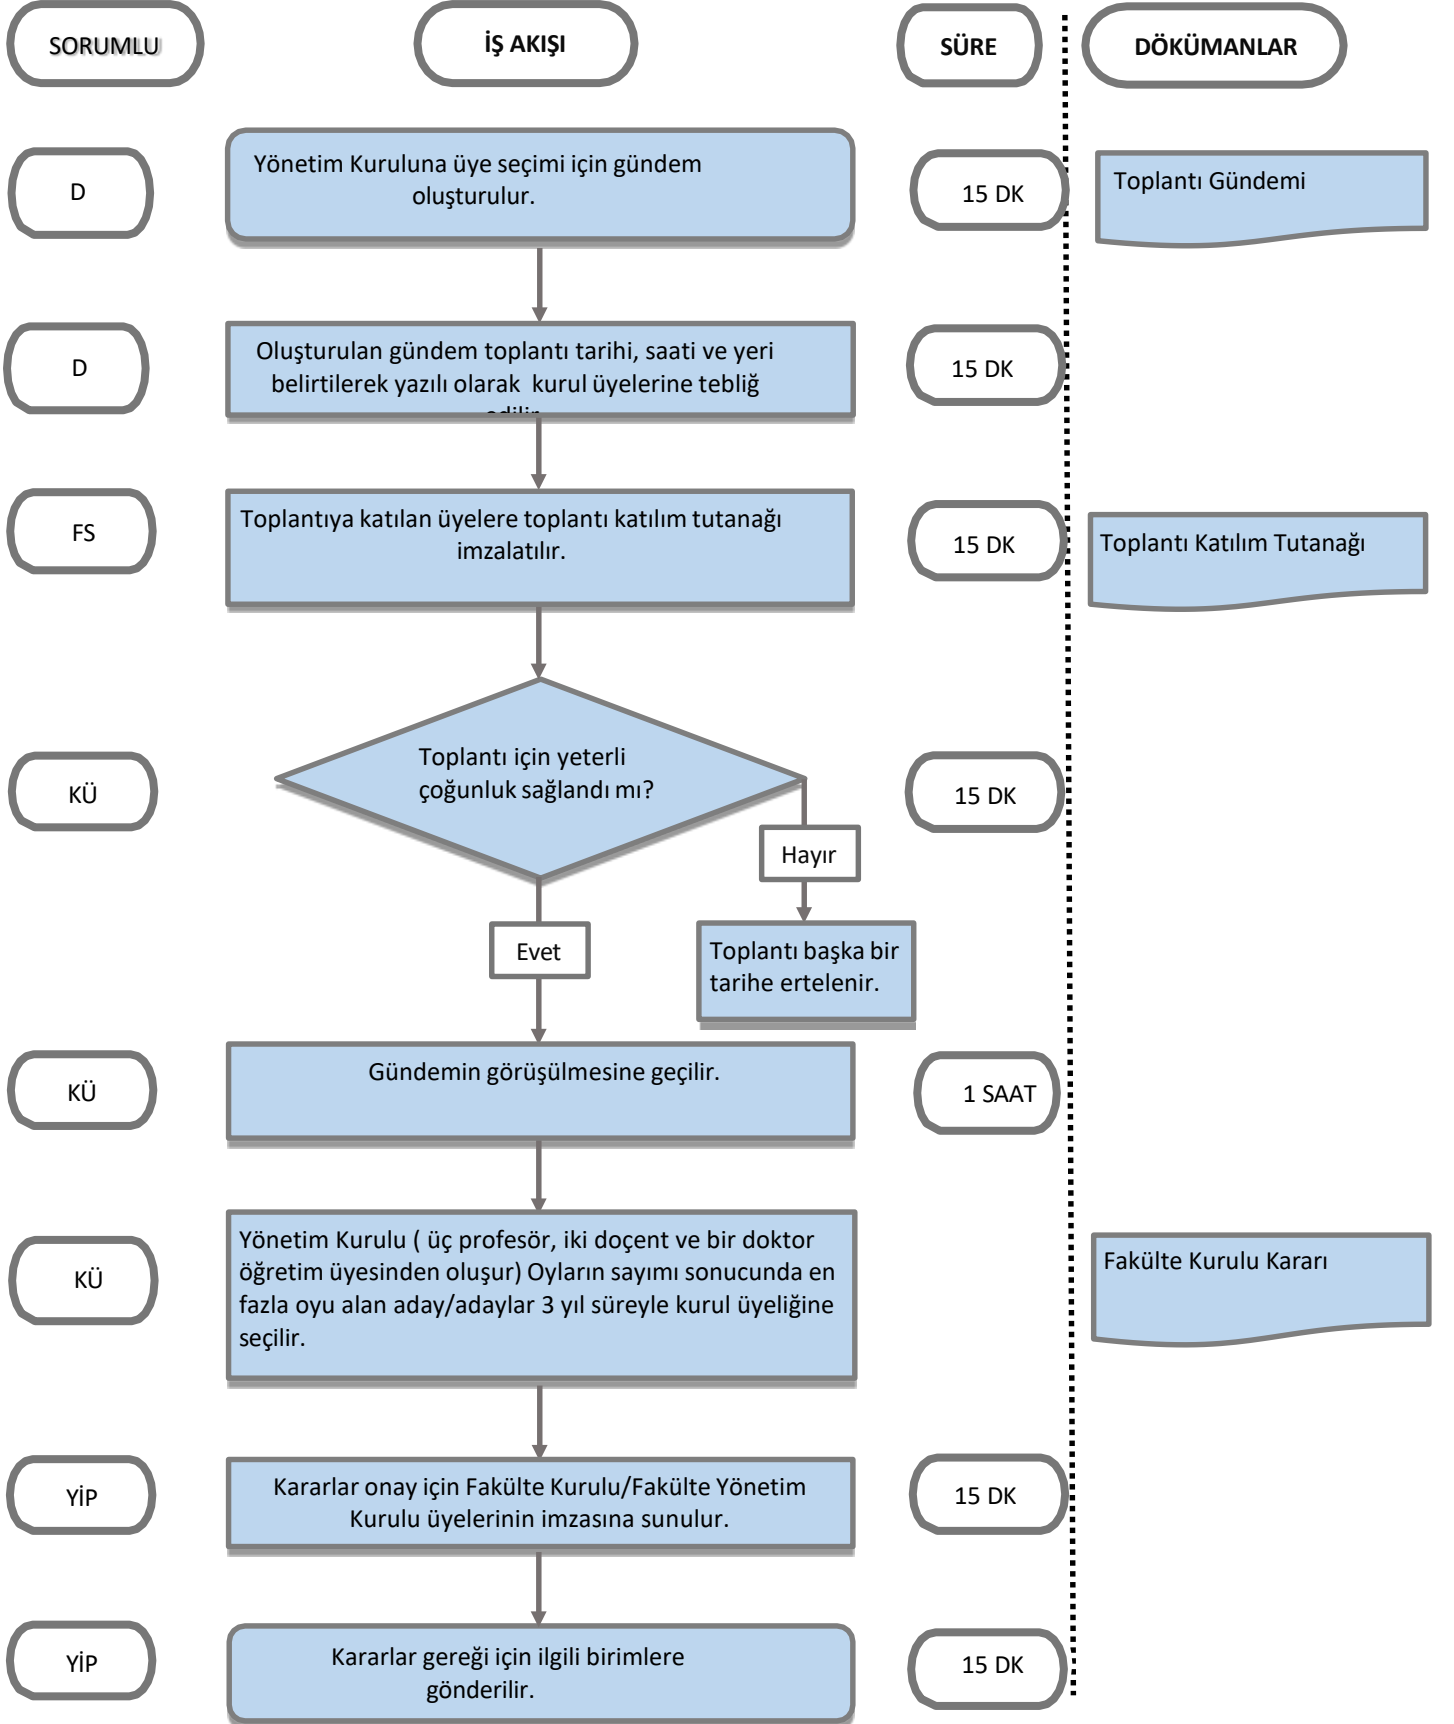 SORUMLU
İŞ AKIŞI
SÜRE
DÖKÜMANLAR
D
Yönetim Kuruluna üye seçimi için gündem
oluşturulur.
15 DK
Toplantı Gündemi
D
Oluşturulan gündem toplantı tarihi, saati ve yeri
belirtilerek yazılı olarak kurul üyelerine tebliğ
edilir
15 DK
FS
Toplantıya katılan üyelere toplantı katılım tutanağı
imzalatılır.
15 DK
Toplantı Katılım Tutanağı
KÜ
Toplantı için yeterli
çoğunluk sağlandı mı?
15 DK
Hayır
Evet
Toplantı başka bir
tarihe ertelenir.
KÜ
Gündemin görüşülmesine geçilir.
1 SAAT
KÜ
Yönetim Kurulu ( üç profesör, iki doçent ve bir doktor
öğretim üyesinden oluşur) Oyların sayımı sonucunda en
fazla oyu alan aday/adaylar 3 yıl süreyle kurul üyeliğine
seçilir.
Fakülte Kurulu Kararı
YİP
Kararlar onay için Fakülte Kurulu/Fakülte Yönetim
Kurulu üyelerinin imzasına sunulur.
15 DK
YİP
Kararlar gereği için ilgili birimlere
gönderilir.
15 DK